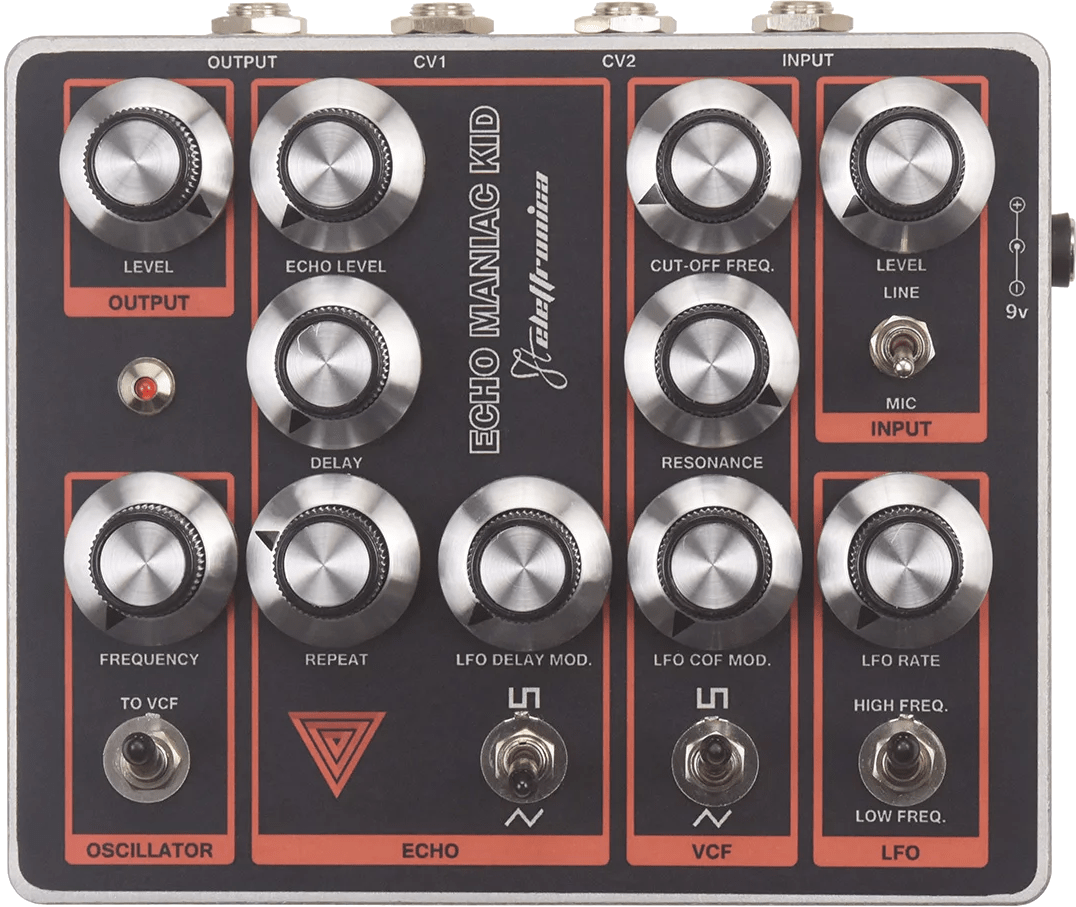 OUTPUT
CV1
CV2
INPUT
LEVEL
OUTPUT
ECHO LEVEL
ECHO MANIAC KID
CUT-OFF FREQ.
LEVEL
LINE
MIC
INPUT
9v
DELAY
RESONANCE
FREQUENCY
TO VCF
OSCILLATOR
REPEAT
LFO DELAY MOD.
ECHO
LFO COF MOD.
VCF
LFO RATE
HIGH FREQ.
LOW FREQ.
LFO